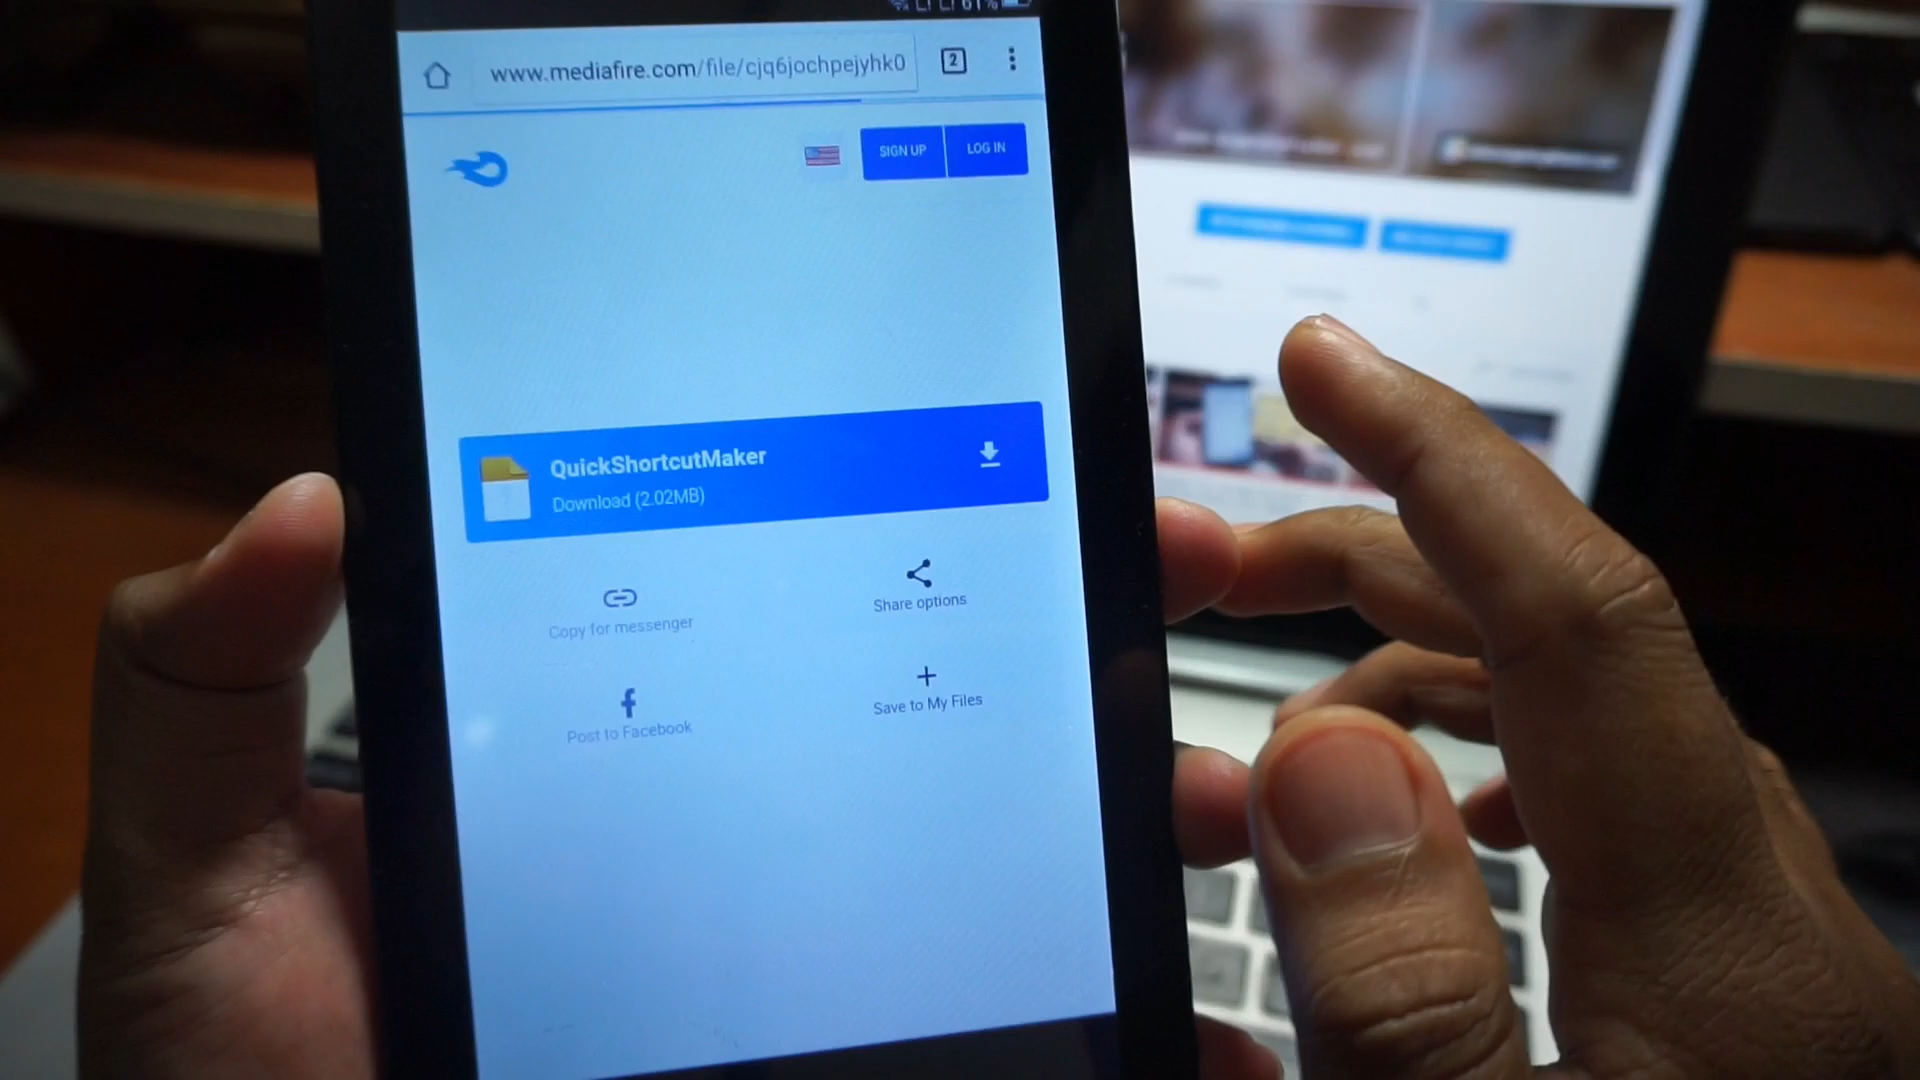 61%
www.mediafire.com/file/cjq6jochpejyhk0
2
SIGN UP
LOG IN
QuickShortcutMaker
Download (2.02MB)
Copy for messenger
Share options
Post to Facebook
Save to My Files